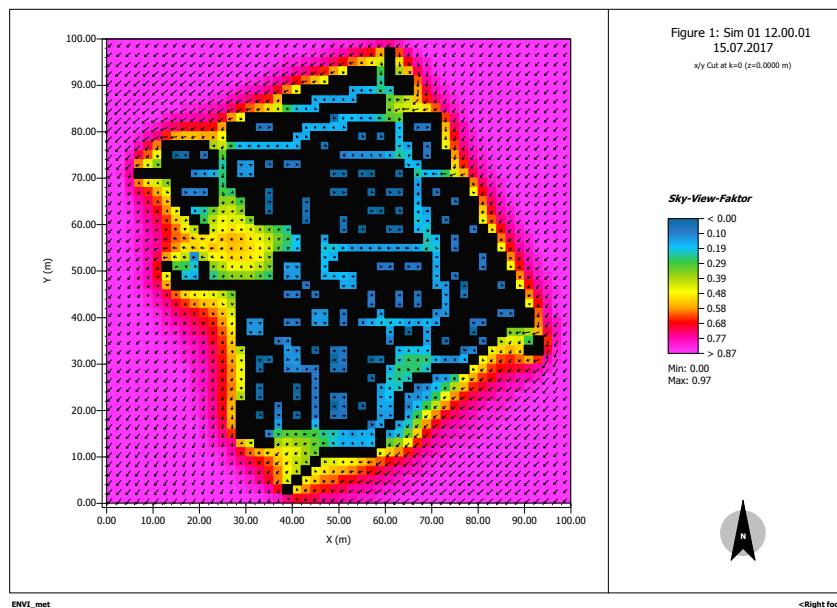 Figure 1: Sim 01 12.00.01
15.07.2017
x/y Cut at k=0 (z=0.0000 m)
100.00
90.00
80.00
70.00
60.00
50.00
40.00
30.00
20.00
10.00
0.00
Y (m)
0.00 10.00 20.00 30.00 40.00 50.00 60.00 70.00 80.00 90.00 100.00
X (m)
Sky-View-Faktor
< 0.00
0.10
0.19
0.29
0.39
0.48
0.58
0.68
0.77
> 0.87
Min: 0.00
Max: 0.97
N
ENVI_met
<Right foo